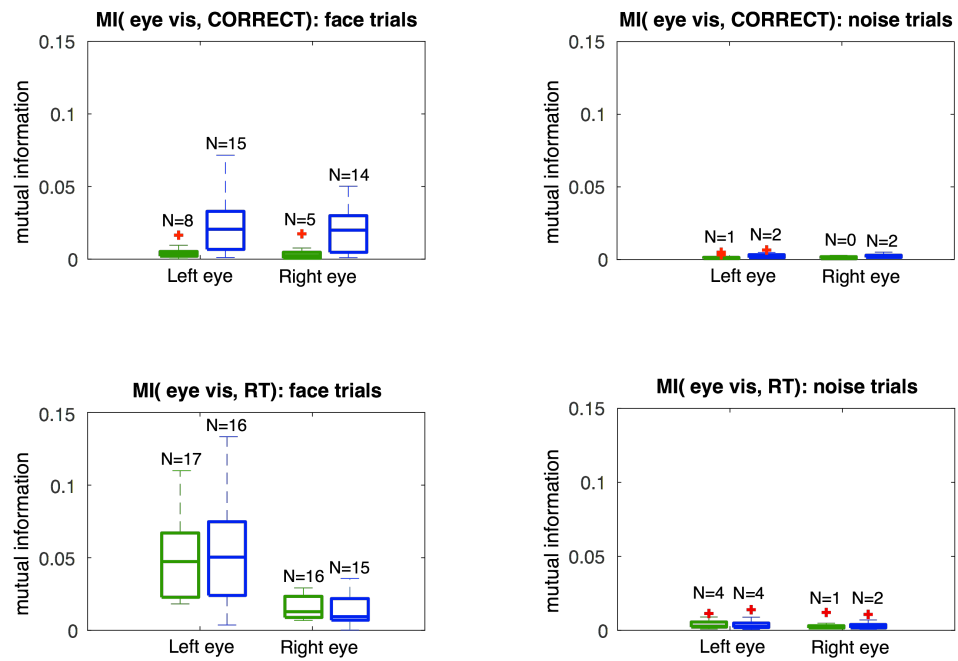 MI( eye vis, CORRECT): face trials
mutual information
0.15
0.1
0.05
0
N=8
N=15
N=5
N=14
Left eye
Right eye
MI( eye vis, CORRECT): noise trials
mutual information
0.15
0.1
0.05
0
N=1
N=2
N=0
N=2
Left eye
Right eye
MI( eye vis, RT): face trials
mutual information
0.15
0.1
0.05
0
N=17
N=16
N=16
N=15
Left eye
Right eye
MI( eye vis, RT): noise trials
mutual information
0.15
0.1
0.05
0
N=4
N=4
N=1
N=2
Left eye
Right eye